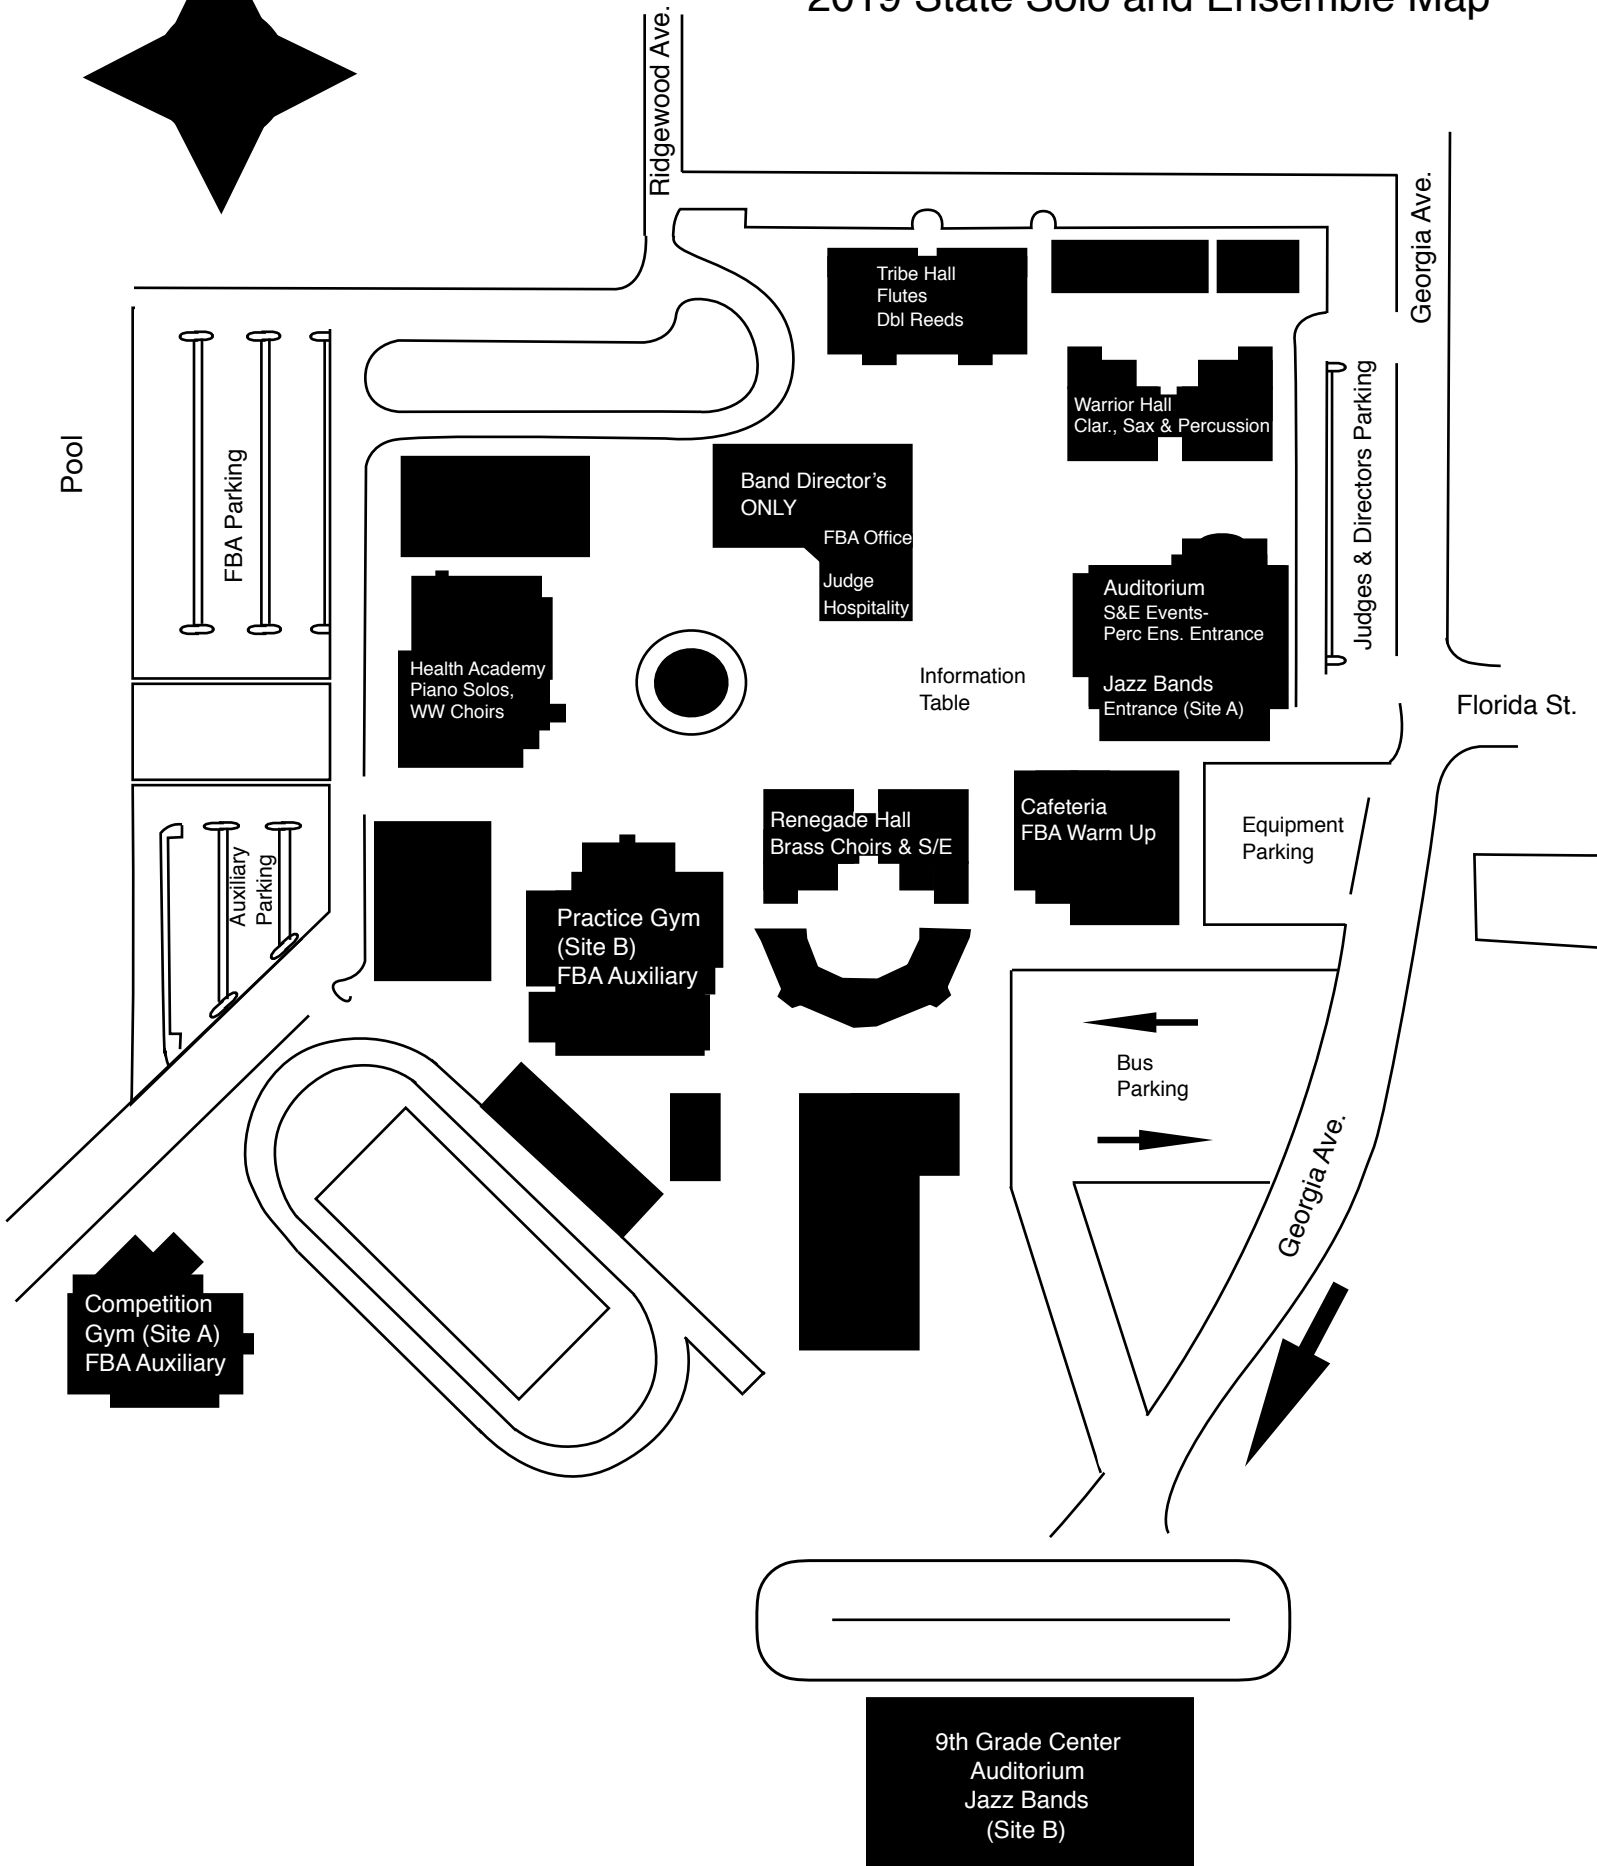 2019 State Solo and Ensemble Map
Ridgewood Ave.
Georgia Ave.
Tribe Hall
Flutes
Dbl Reeds
Warrior Hall
Clar., Sax & Percussion
Judges & Directors Parking
Pool
FBA Parking
Band Director's
ONLY
FBA Office
Judge
Hospitality
Auditorium
S&E Events-
Perc Ens. Entrance
Jazz Bands
Entrance (Site A)
Health Academy
Piano Solos,
WW Choirs
Information
Table
Florida St.
Auxiliary
Parking
Practice Gym
(Site B)
FBA Auxiliary
Renegade Hall
Brass Choirs & S/E
Cafeteria
FBA Warm Up
Equipment
Parking
Bus
Parking
Georgia Ave.
Competition
Gym (Site A)
FBA Auxiliary
9th Grade Center
Auditorium
Jazz Bands
(Site B)